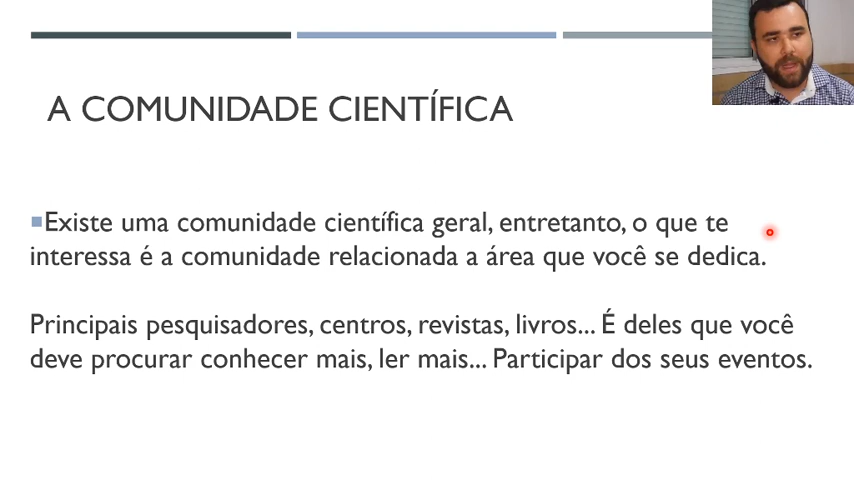 A COMUNIDADE CIENTÍFICA
Existe uma comunidade científica geral, entretanto, o que te
interessa é a comunidade relacionada a área que você se dedica.
Principais pesquisadores, centros, revistas, livros... É deles que você
deve procurar conhecer mais, ler mais... Participar dos seus eventos.